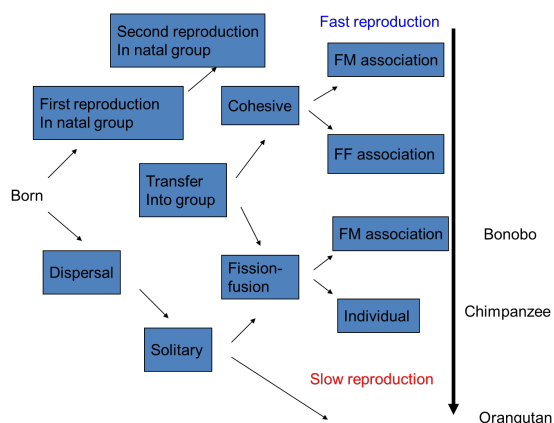 Second reproduction
In natal group
Fast reproduction
FM association
First reproduction
In natal group
Cohesive
FF association
Transfer
Into group
Born
FM association
Bonobo
Dispersal
Fission-
fusion
Individual
Chimpanzee
Solitary
Slow reproduction
Orangutan